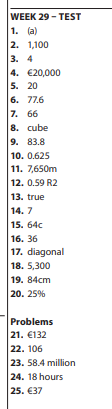 WEEK 29 – TEST
1. (a)
2. 1,100
3. 4
4. €20,000
5. 20
6. 77.6
7. 66
8. cube
9. 83.8
10. 0.625
11. 7,650m
12. 0.59 R2
13. true
14. 7
15. 64c
16. 36
17. diagonal
18. 5,300
19. 84cm
20. 25%
Problems
21. €132
22. 106
23. 58.4 million
24. 18 hours
25. €37